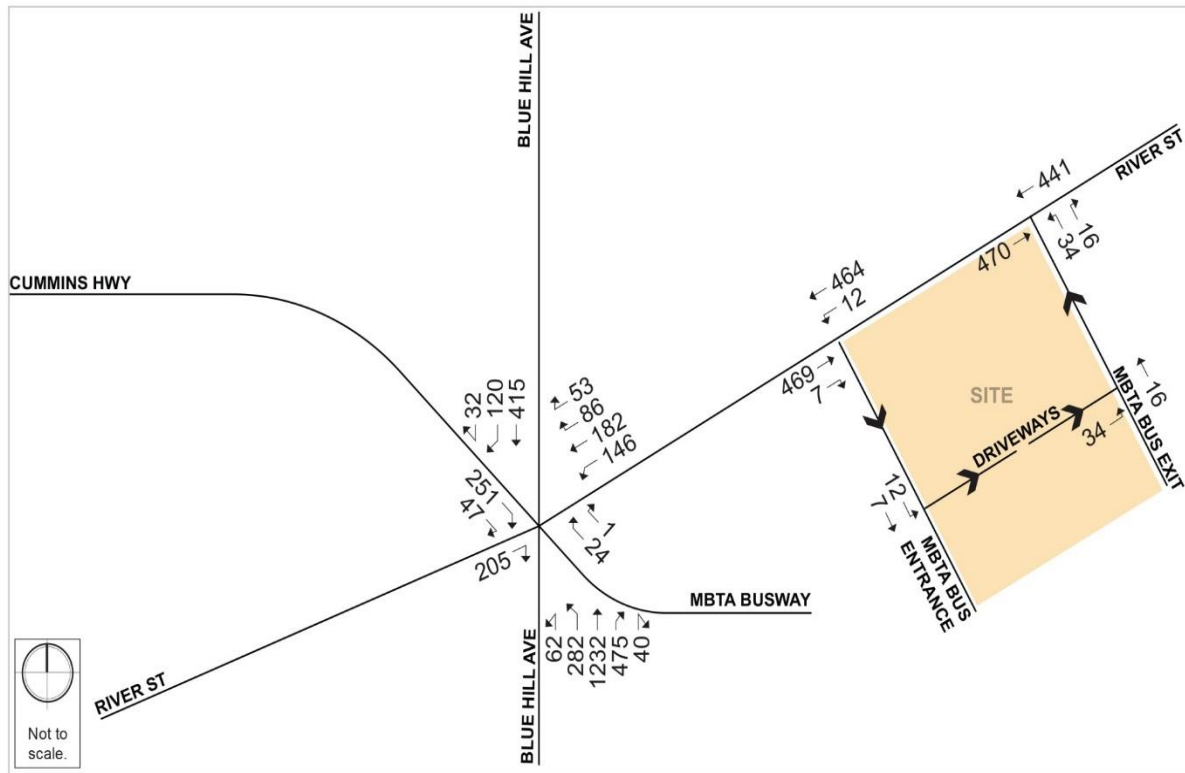 BLUE HILL AVE
CUMMINS HWY
RIVER ST
441
16
34
470
464
12
469
7
SITE
DRIVEWAYS
16
34
MBTA BUS EXIT
12
7
MBTA BUS
ENTRANCE
32
120
415
53
86
182
146
251
47
205
1
24
MBTA BUSWAY
62
282
1232
475
40
BLUE HILL AVE
RIVER ST
Not to
scale.